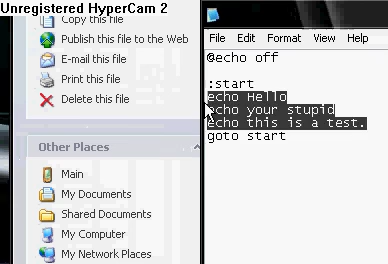 Unregistered HyperCam 2
Copy this file
Publish this file to the Web
E-mail this file
Print this file
Delete this file
Other Places
Main
My Documents
Shared Documents
My Computer
My Network Places
File Edit Format View Help
@echo off
:start
echo Hello
echo your stupid
echo this is a test.
goto start